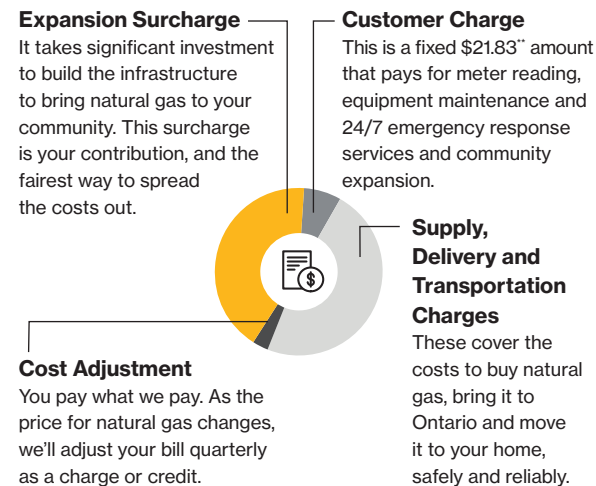 Expansion Surcharge
It takes significant investment
to build the infrastructure
to bring natural gas to your
community. This surcharge
is your contribution, and the
fairest way to spread
the costs out.
Customer Charge
This is a fixed $21.83** amount
that pays for meter reading,
equipment maintenance and
24/7 emergency response
services and community
expansion.
Supply,
Delivery and
Transportation
Charges
These cover the
costs to buy natural
gas, bring it to
Ontario and move
it to your home,
safely and reliably.
$
Cost Adjustment
You pay what we pay. As the
price for natural gas changes,
we’ll adjust your bill quarterly
as a charge or credit.